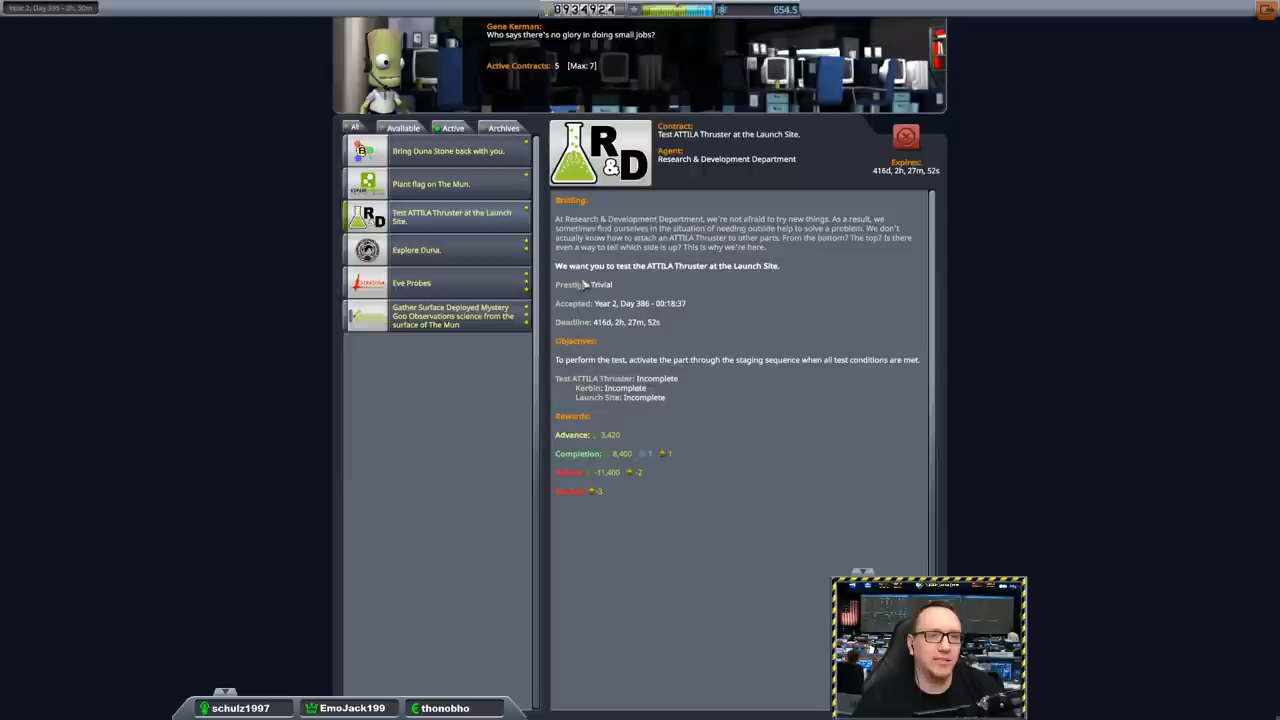 Year 2, Day 395 - 2h, 50m
0934924
654.5
Gene Kerman:
Who says there's no glory in doing small jobs?
Active Contracts: 5 [Max: 7]
All
Available
Active
Archives
Bring Duna Stone back with you.
Plant flag on The Mun.
Test ATTILA Thruster at the Launch
Site.
Explore Duna.
Eve Probes
Gather Surface Deployed Mystery
Goo Observations science from the
surface of The Mun
R
&D
R
&D
Contract:
Test ATTILA Thruster at the Launch Site.
Agent:
Research & Development Department
Expires:
416d, 2h, 27m, 52s
Briefing:
At Research & Development Department, we're not afraid to try new things. As a result, we
sometimes find ourselves in the situation of needing outside help to solve a problem. We don't
actually know how to attach an ATTILA Thruster to other parts. From the bottom? The top? Is there
even a way to tell which side is up? This is why we're here.
We want you to test the ATTILA Thruster at the Launch Site.
Prestige: Trivial
Accepted: Year 2, Day 386 - 00:18:37
Deadline: 416d, 2h, 27m, 52s
Objectives:
To perform the test, activate the part through the staging sequence when all test conditions are met.
Test ATTILA Thruster: Incomplete
Kerbin: Incomplete
Launch Site: Incomplete
Rewards:
Advance: 3,420
Completion: 8,400 1 1
-11,400 -2
-3
schulz1997
EmoJack199
thonobho